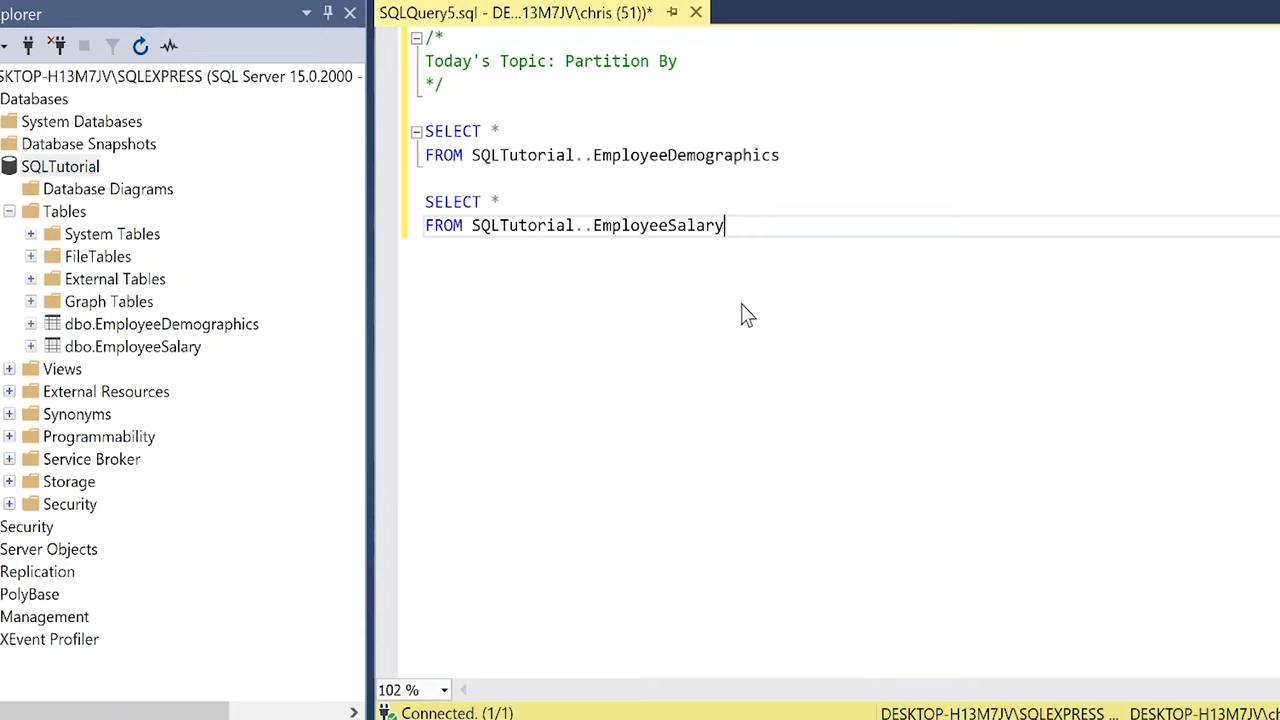 plorer
SKTOP-H13M7JV\SQLEXPRESS (SQL Server 15.0.2000 -
Databases
System Databases
Database Snapshots
SQLTutorial
Database Diagrams
Tables
System Tables
FileTables
External Tables
Graph Tables
dbo.EmployeeDemographics
dbo.EmployeeSalary
Views
External Resources
Synonyms
Programmability
Service Broker
Storage
Security
Security
Server Objects
Replication
PolyBase
Management
XEvent Profiler
SQLQuery5.sql - DE...13M7JV\chris (51))*
/*
Today's Topic: Partition By
*/
SELECT *
FROM SQLTutorial..EmployeeDemographics
SELECT *
FROM SQLTutorial..EmployeeSalary
102 %
Connected. (1/1)
DESKTOP-H13M7JV\SQLEXPRESS ...
DESKTOP-H13M7JV\ch